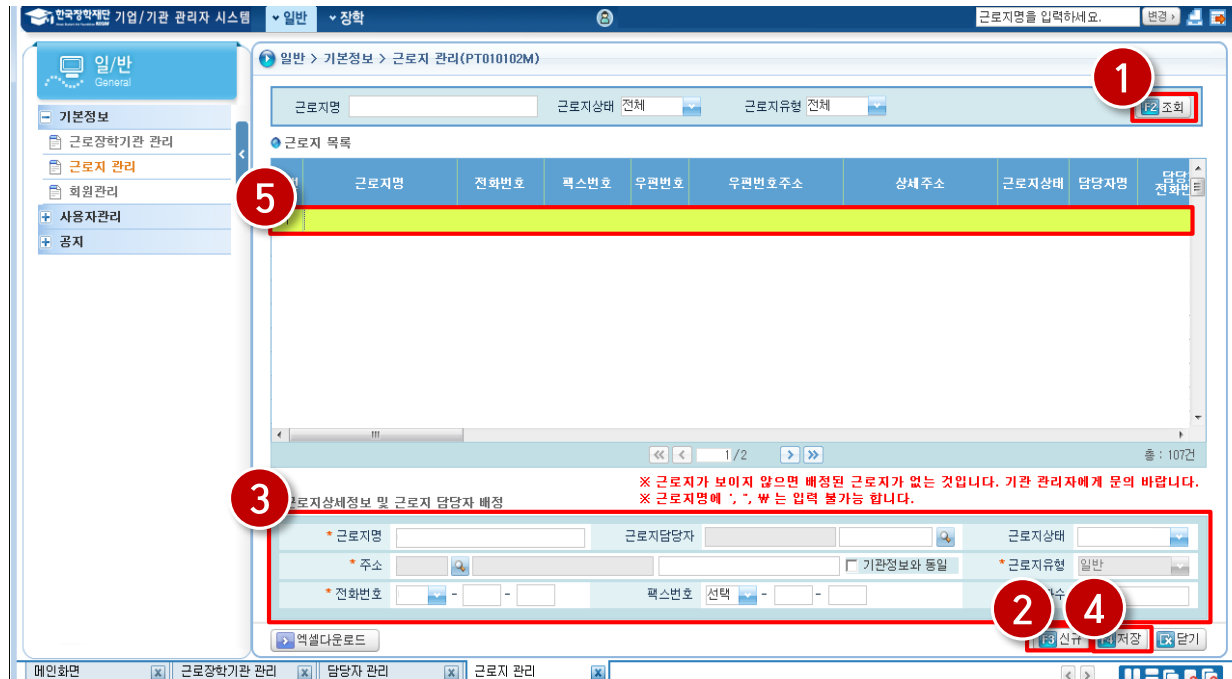 한국장학재단 기업/기관 관리자 시스템 일반 장학 근로지명을 입력하세요. 변경
일/반
General
기본정보
근로장학기관 관리
근로지 관리
회원관리
사용자관리
공지
일반 > 기본정보 > 근로지 관리(PT010102M)
1
근로지명 근로지상태 전체 근로지유형 전체 F2 조회
근로지 목록
근로지명 전화번호 팩스번호 우편번호 우편번호주소 상세주소 근로지상태 담당자명 담당
전화번
5
1/2 총 : 107건
※ 근로지가 보이지 않으면 배정된 근로지가 없는 것입니다. 기관 관리자에게 문의 바랍니다.
※ 근로지명에 ', ", ₩ 는 입력 불가능 합니다.
3
근로지상세정보 및 근로지 담당자 배정
* 근로지명 근로지담당자 근로지상태
* 주소 기관정보와 동일 * 근로지유형 일반
* 전화번호 - - 팩스번호 선택 - - 수
2 4
엑셀다운로드 F3 신규 저장 닫기
메인화면 근로장학기관 관리 담당자 관리 근로지 관리